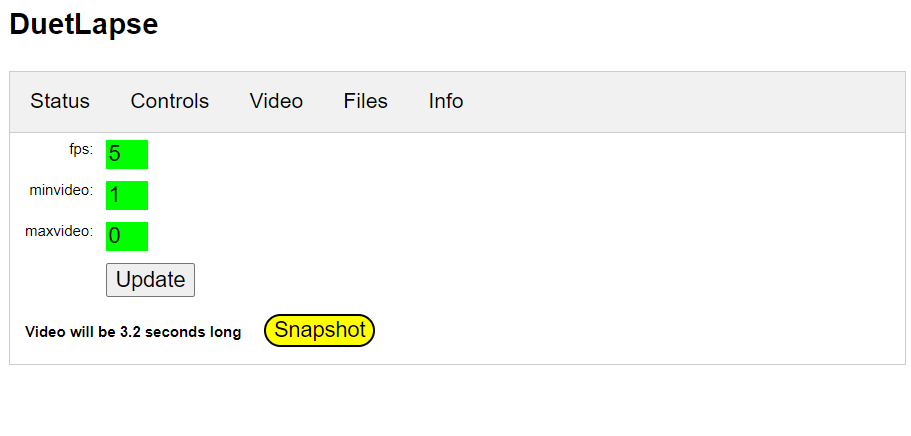 DuetLapse
Status Controls Video Files Info
fps: 5
minvideo: 1
maxvideo: 0
Update
Video will be 3.2 seconds long Snapshot